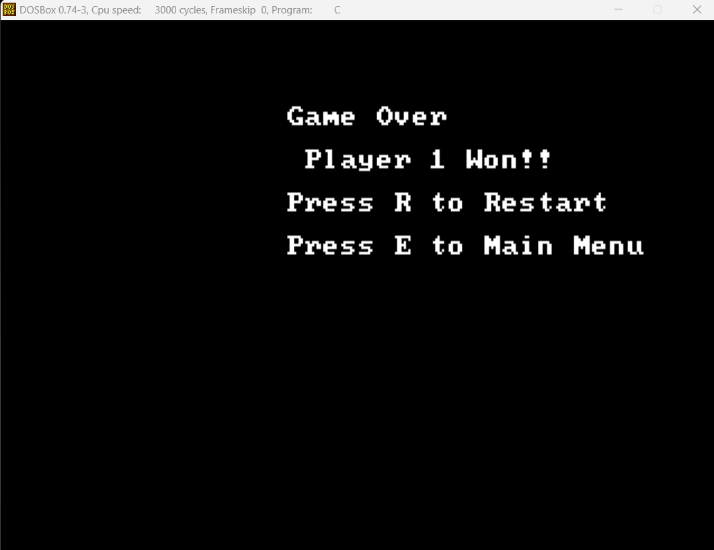 DOSBox 0.74-3, Cpu speed: 3000 cycles, Frameskip 0, Program: C
Game Over
Player 1 Won!!
Press R to Restart
Press E to Main Menu